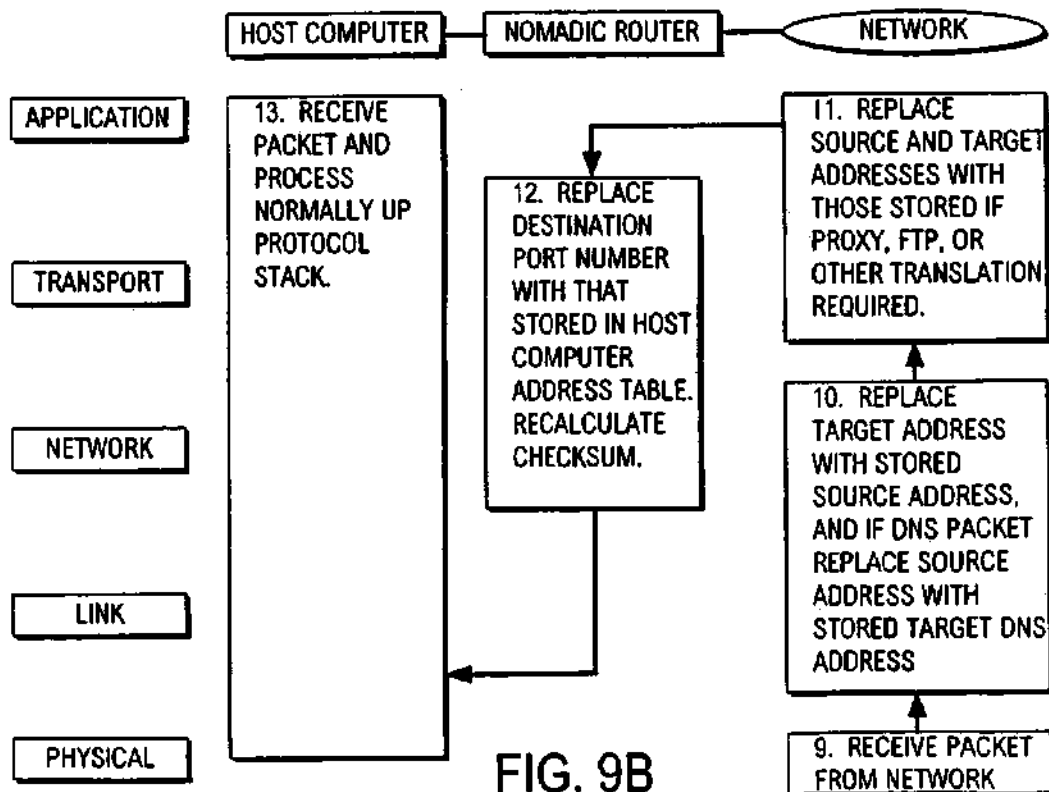 HOST COMPUTER
NOMADIC ROUTER
NETWORK
APPLICATION
TRANSPORT
NETWORK
LINK
PHYSICAL
13. RECEIVE
PACKET AND
PROCESS
NORMALLY UP
PROTOCOL
STACK.
12. REPLACE
DESTINATION
PORT NUMBER
WITH THAT
STORED IN HOST
COMPUTER
ADDRESS TABLE.
RECALCULATE
CHECKSUM.
11. REPLACE
SOURCE AND TARGET
ADDRESSES WITH
THOSE STORED IF
PROXY, FTP, OR
OTHER TRANSLATION
REQUIRED.
10. REPLACE
TARGET ADDRESS
WITH STORED
SOURCE ADDRESS,
AND IF DNS PACKET
REPLACE SOURCE
ADDRESS WITH
STORED TARGET DNS
ADDRESS
9. RECEIVE PACKET
FROM NETWORK
FIG. 9B